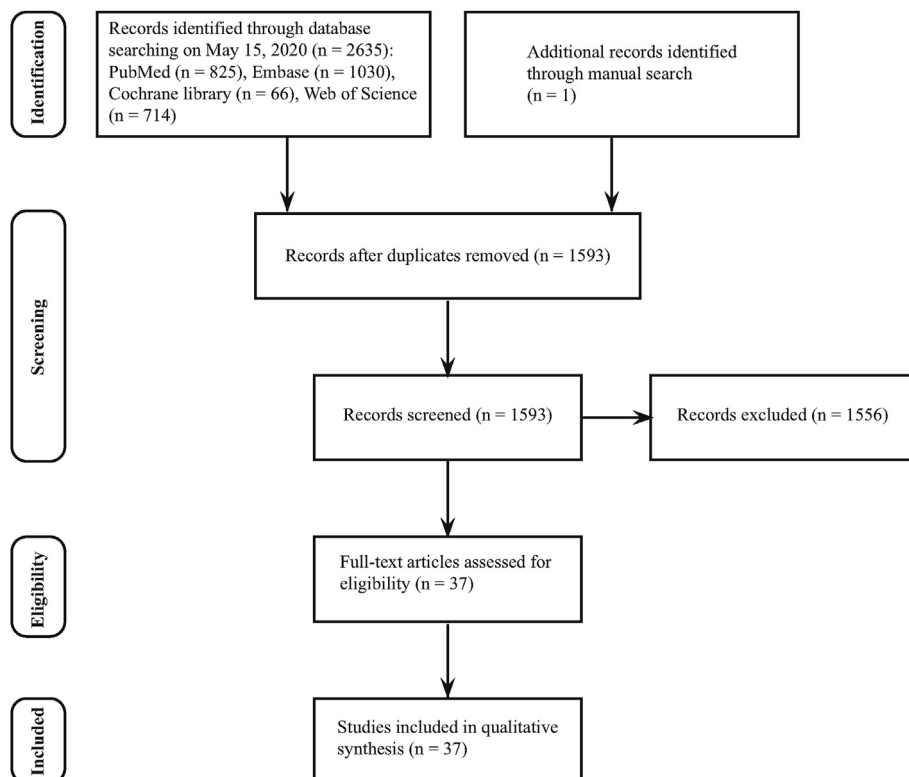 Identification
Records identified through database
searching on May 15, 2020 (n = 2635):
PubMed (n = 825), Embase (n = 1030),
Cochrane library (n = 66), Web of Science
(n = 714)
Additional records identified
through manual search
(n = 1)
Screening
Records after duplicates removed (n = 1593)
Records screened (n = 1593)
Records excluded (n = 1556)
Eligibility
Full-text articles assessed for
eligibility (n = 37)
Included
Studies included in qualitative
synthesis (n = 37)